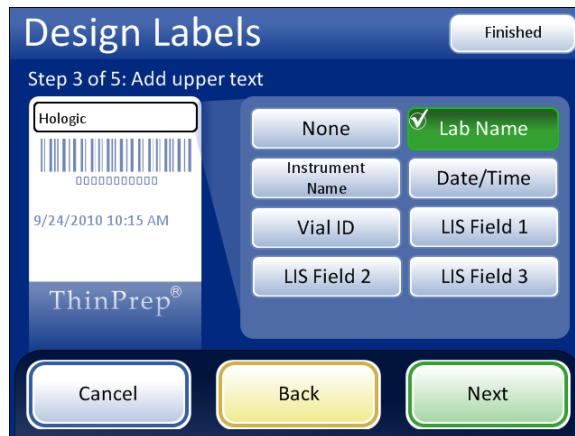 Design Labels
Finished
Step 3 of 5: Add upper text
Hologic
00000000000
9/24/2010 10:15 AM
ThinPrep®
None
Lab Name
Instrument
Name
Date/Time
Vial ID
LIS Field 1
LIS Field 2
LIS Field 3
Cancel
Back
Next